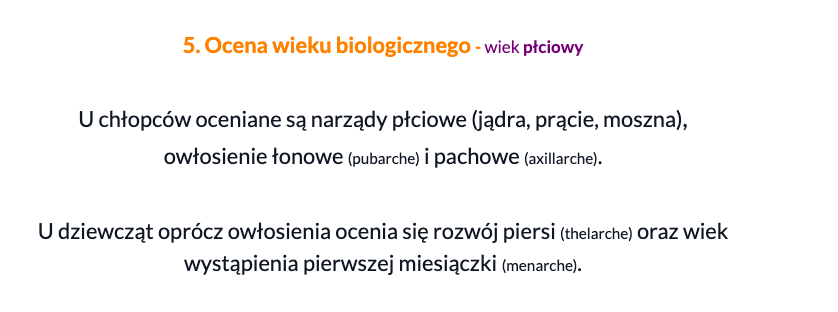 5. Ocena wieku biologicznego - wiek płciowy
U chłopców oceniane są narządy płciowe (jądra, prącie, moszna),
owłosienie łonowe (pubarche) i pachowe (axillarche).
U dziewcząt oprócz owłosienia ocenia się rozwój piersi (thelarche) oraz wiek
wystąpienia pierwszej miesiączki (menarche).